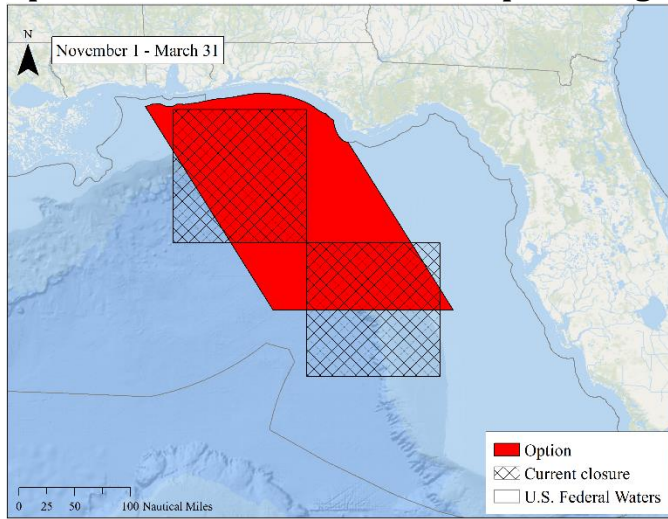 N
November 1 - March 31
Option
Current closure
U.S. Federal Waters
0 25 50 100 Nautical Miles